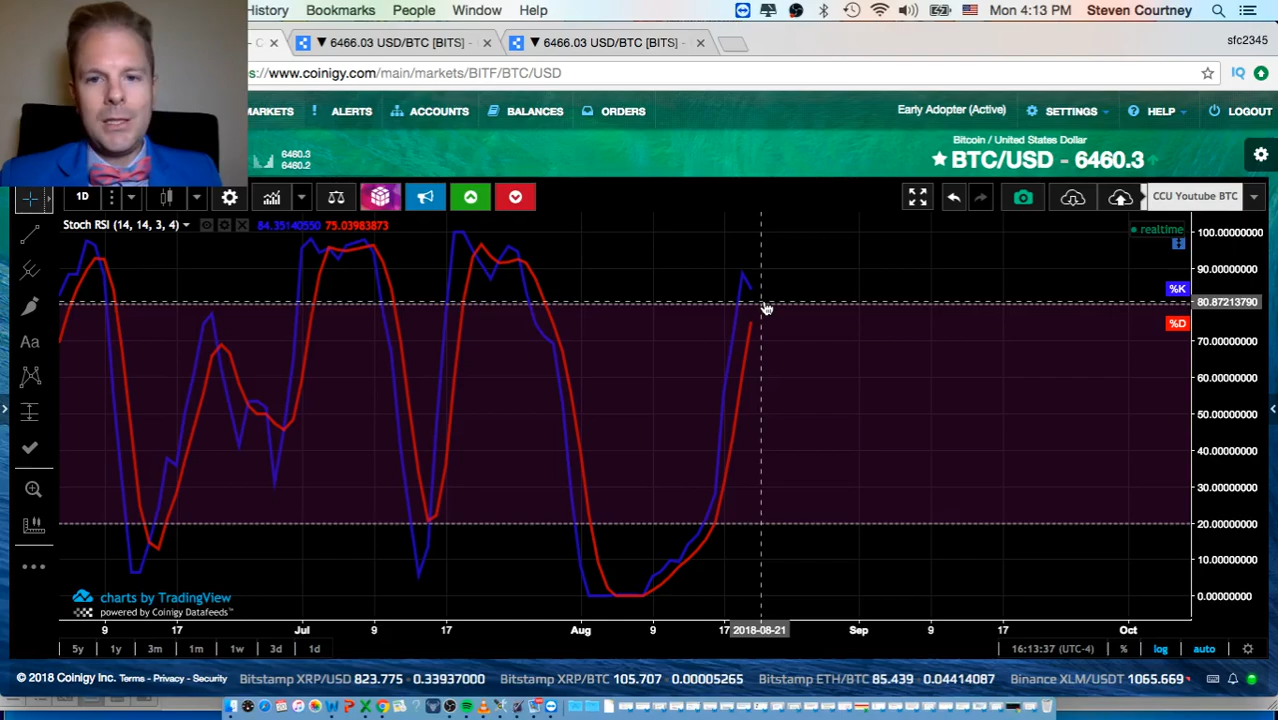 History Bookmarks People Window Help Mon 4:13 PM Steven Courtney
▼ 6466.03 USD/BTC [BITS] - ▼ 6466.03 USD/BTC [BITS] - sfc2345
s://www.coinigy.com/main/markets/BITF/BTC/USD IQ
MARKETS ALERTS ACCOUNTS BALANCES ORDERS Early Adopter (Active) SETTINGS HELP LOGOUT
Bitcoin / United States Dollar
6460.3
6460.2
BTC/USD - 6460.3
1D CCU Youtube BTC
Stoch RSI (14, 14, 3, 4) 84.35140550 75.03983873
realtime
100.00000000
90.00000000
%K
80.87213790
%D
70.00000000
60.00000000
50.00000000
40.00000000
30.00000000
20.00000000
10.00000000
0.00000000
Aa
charts by TradingView
powered by Coinigy Datafeeds™
9 17 Jul 9 17 Aug 9 17 2018-08-21 Sep 9 17 Oct
5y 1y 3m 1m 1w 3d 1d 16:13:37 (UTC-4) % log auto
© 2018 Coinigy Inc. Terms - Privacy - Security Bitstamp XRP/USD 823.775 0.33937000 Bitstamp XRP/BTC 105.707 0.00005265 Bitstamp ETH/BTC 85.439 0.04414087 Binance XLM/USDT 1065.669